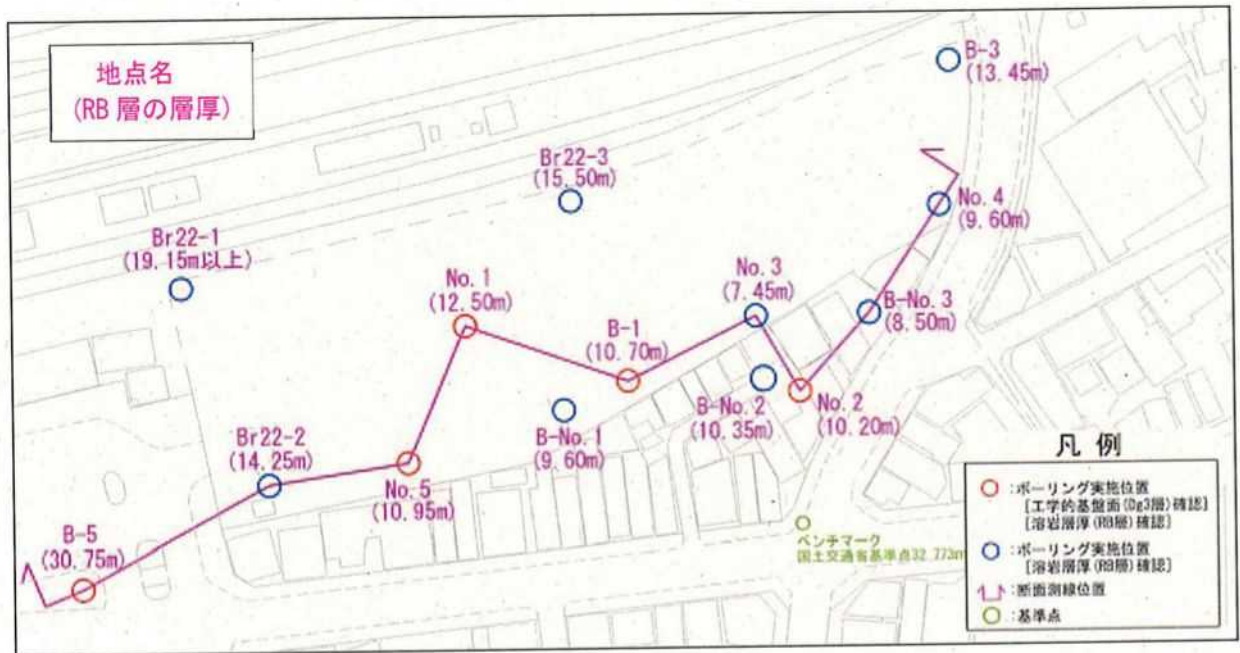 地点名
(RB 層の層厚)
B-3
(13.45m)
Br22-3
(15.50m)
No.4
(9.60m)
Br22-1
(19.15m以上)
No.1
(12.50m)
No.3
(7.45m)
B-No.3
(8.50m)
B-1
(10.70m)
B-No.2
(10.35m)
No.2
(10.20m)
B-No.1
(9.60m)
Br22-2
(14.25m)
No.5
(10.95m)
B-5
(30.75m)
ベンチマーク
国土交通省基準点32.773m
凡 例
:ボーリング実施位置
[工学的基盤面(Dg3層)確認]
[溶岩層厚(RB層)確認]
:ボーリング実施位置
[溶岩層厚(RB層)確認]
:断面測線位置
:基準点